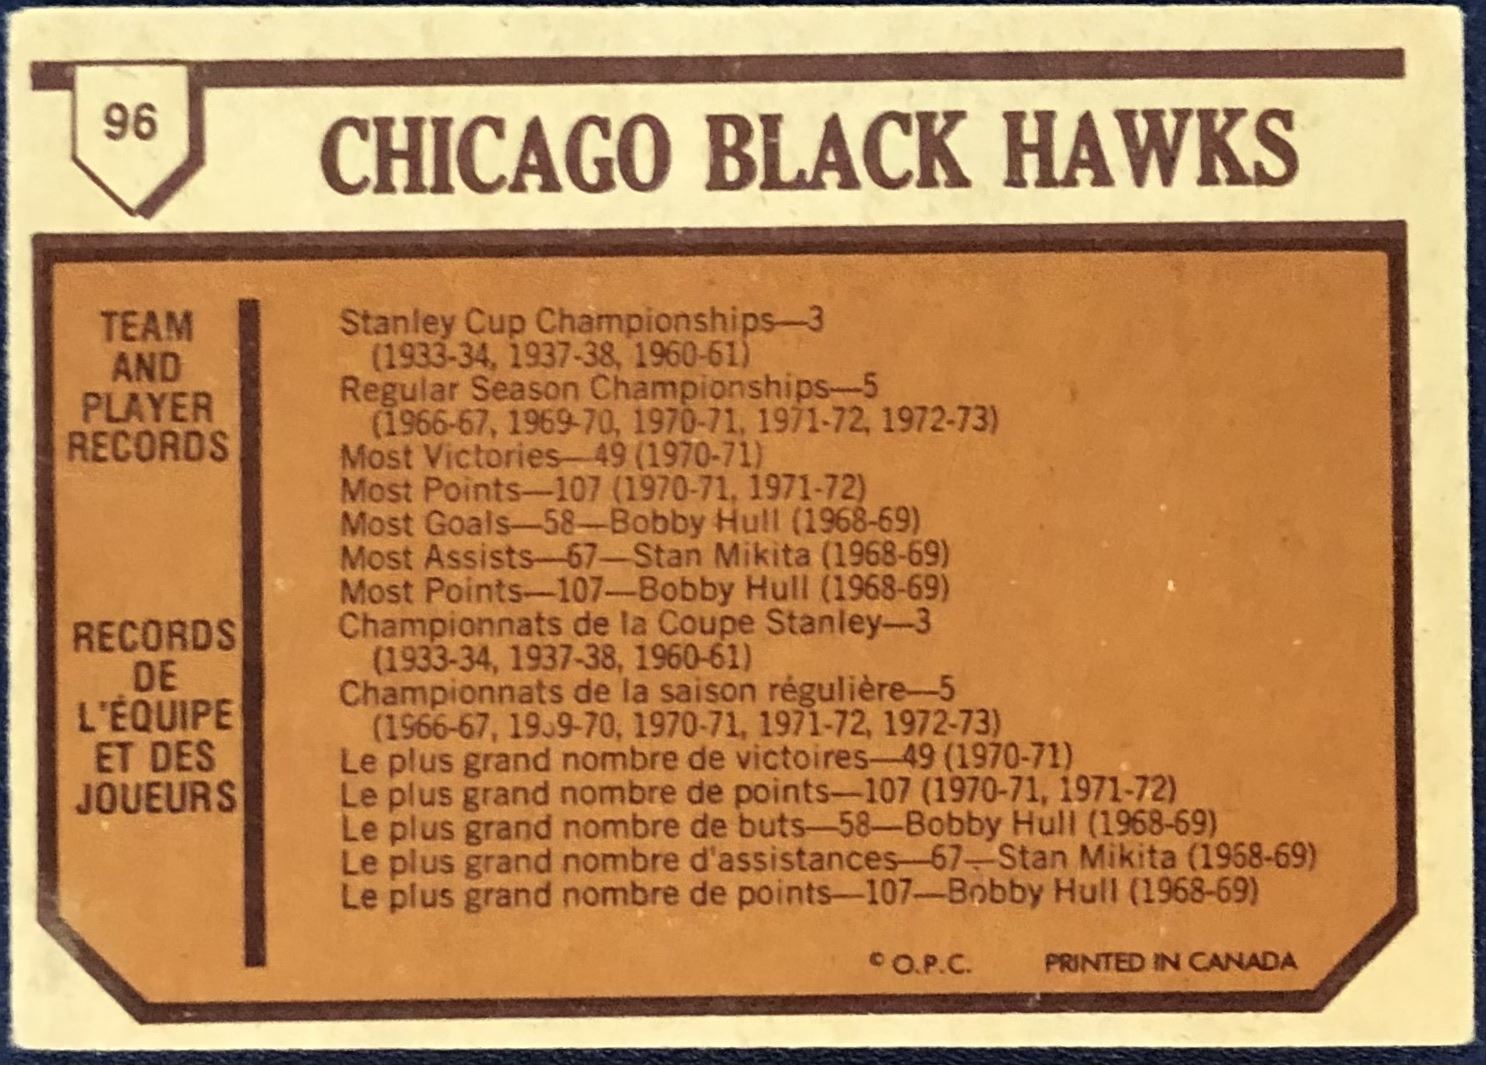 96
CHICAGO BLACK HAWKS
TEAM
AND
PLAYER
RECORDS
Stanley Cup Championships—3
(1933-34, 1937-38, 1960-61)
Regular Season Championships—5
(1966-67, 1969-70, 1970-71, 1971-72, 1972-73)
Most Victories—49 (1970-71)
Most Points—107 (1970-71, 1971-72)
Most Goals—58—Bobby Hull (1968-69)
Most Assists—67—Stan Mikita (1968-69)
Most Points—107—Bobby Hull (1968-69)
RECORDS
DE
L'ÉQUIPE
ET DES
JOUEURS
Championnats de la Coupe Stanley—3
(1933-34, 1937-38, 1960-61)
Championnats de la saison régulière—5
(1966-67, 1969-70, 1970-71, 1971-72, 1972-73)
Le plus grand nombre de victoires—49 (1970-71)
Le plus grand nombre de points—107 (1970-71, 1971-72)
Le plus grand nombre de buts—58—Bobby Hull (1968-69)
Le plus grand nombre d'assistances—67—Stan Mikita (1968-69)
Le plus grand nombre de points—107—Bobby Hull (1968-69)
© O.P.C. PRINTED IN CANADA